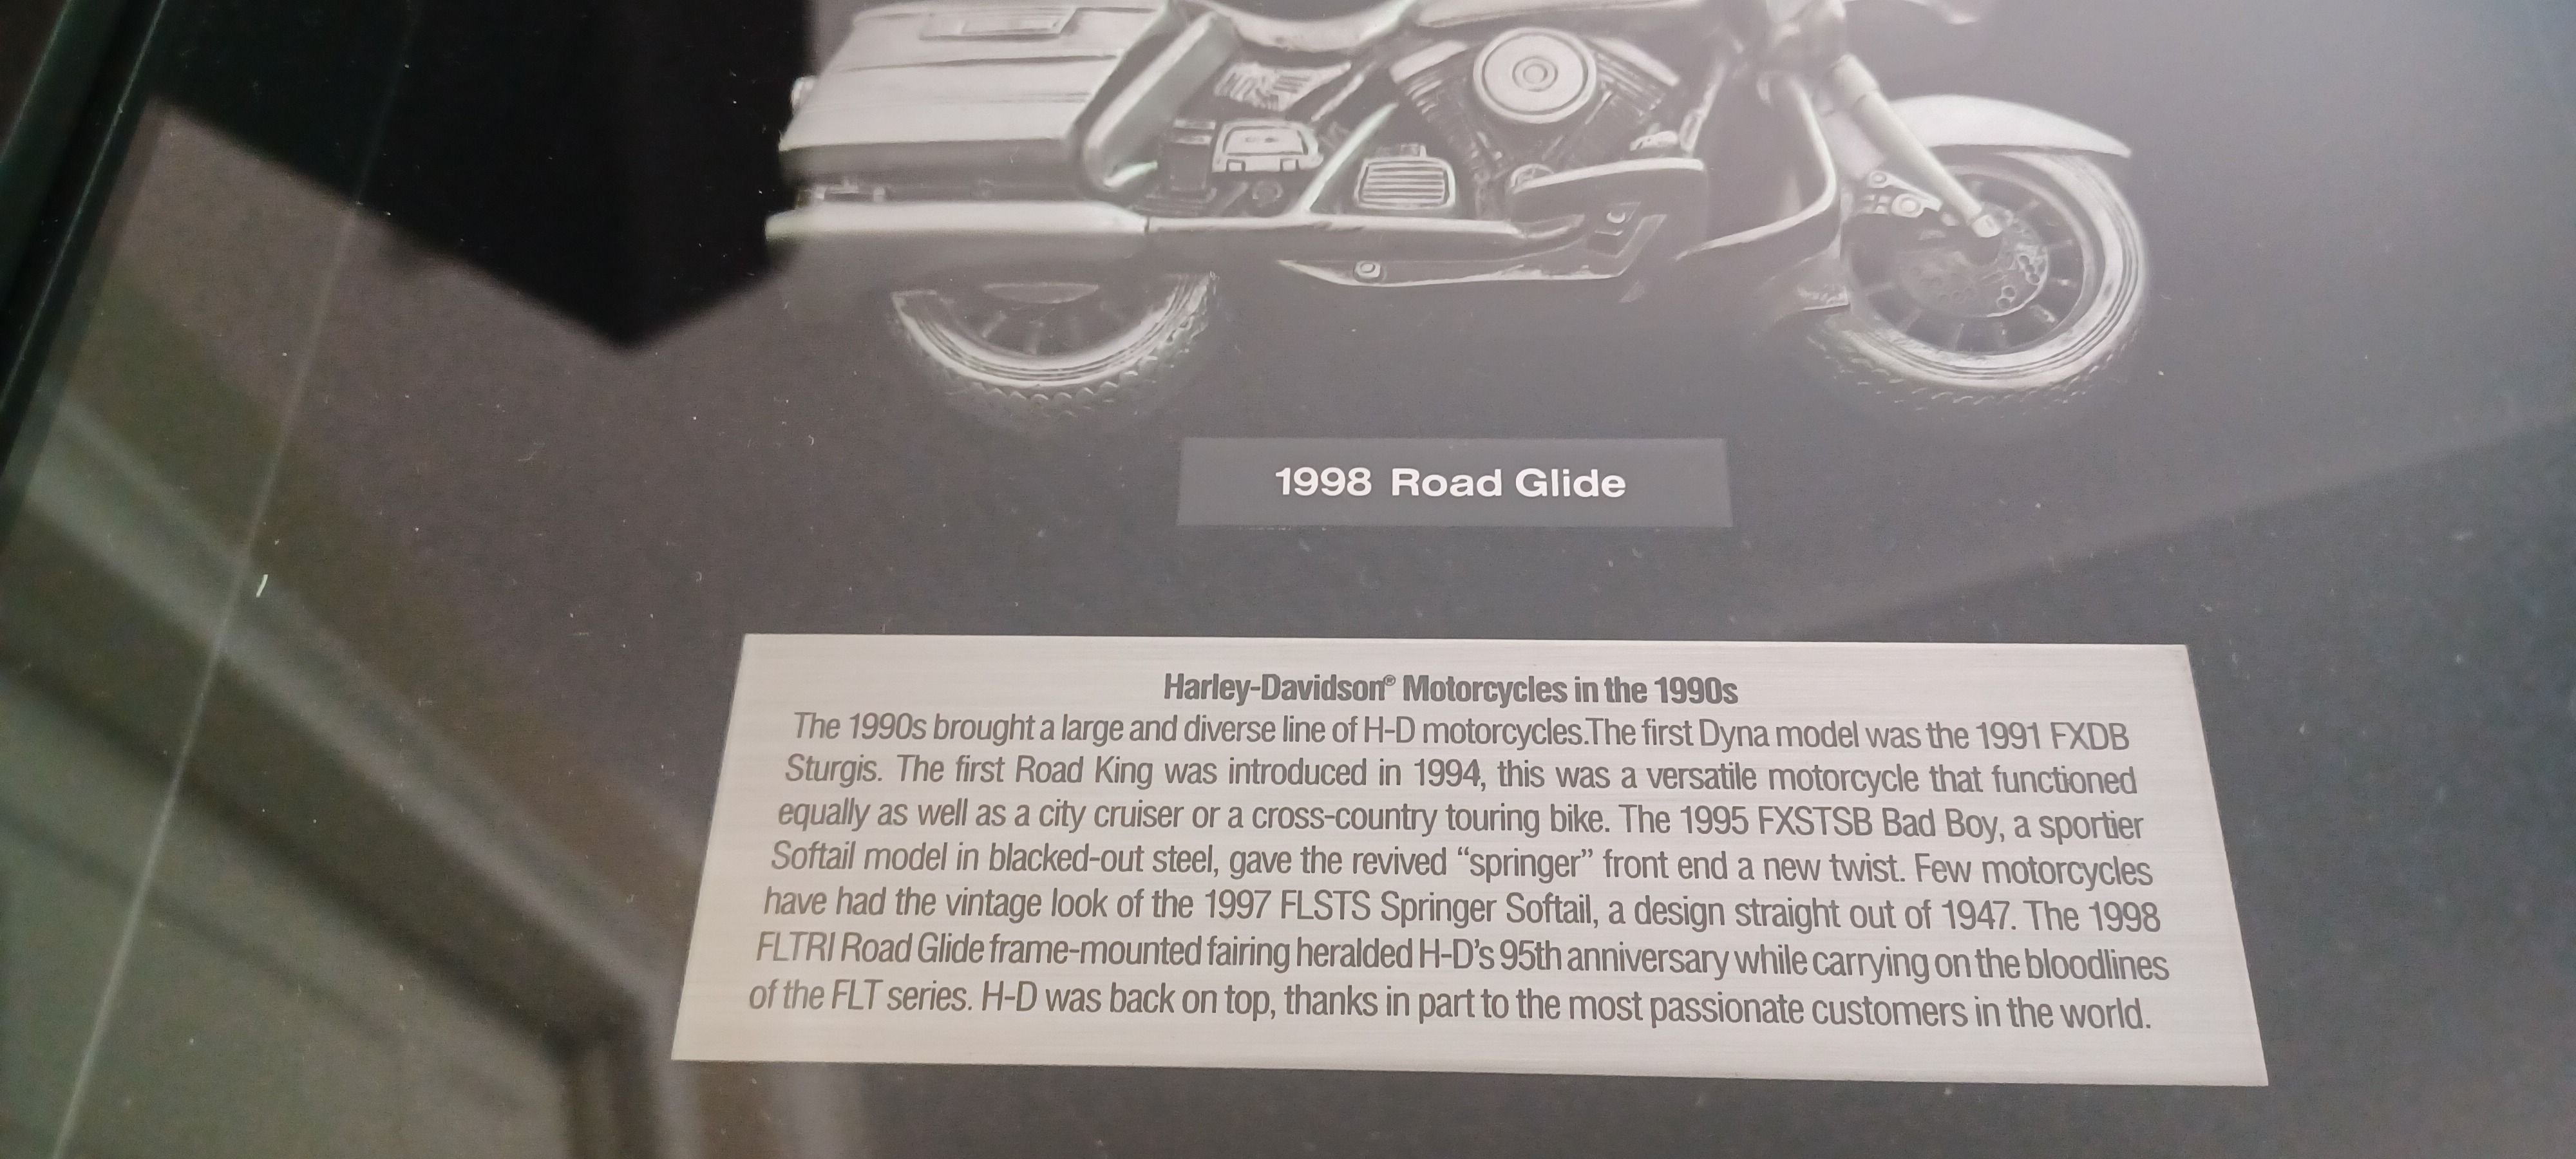 1998 Road Glide
Harley-Davidson® Motorcycles in the 1990s
The 1990s brought a large and diverse line of H-D motorcycles.The first Dyna model was the 1991 FXDB
Sturgis. The first Road King was introduced in 1994, this was a versatile motorcycle that functioned
equally as well as a city cruiser or a cross-country touring bike. The 1995 FXSTSB Bad Boy, a sportier
Softail model in blacked-out steel, gave the revived “springer” front end a new twist. Few motorcycles
have had the vintage look of the 1997 FLSTS Springer Softail, a design straight out of 1947. The 1998
FLTRI Road Glide frame-mounted fairing heralded H-D’s 95th anniversary while carrying on the bloodlines
of the FLT series. H-D was back on top, thanks in part to the most passionate customers in the world.